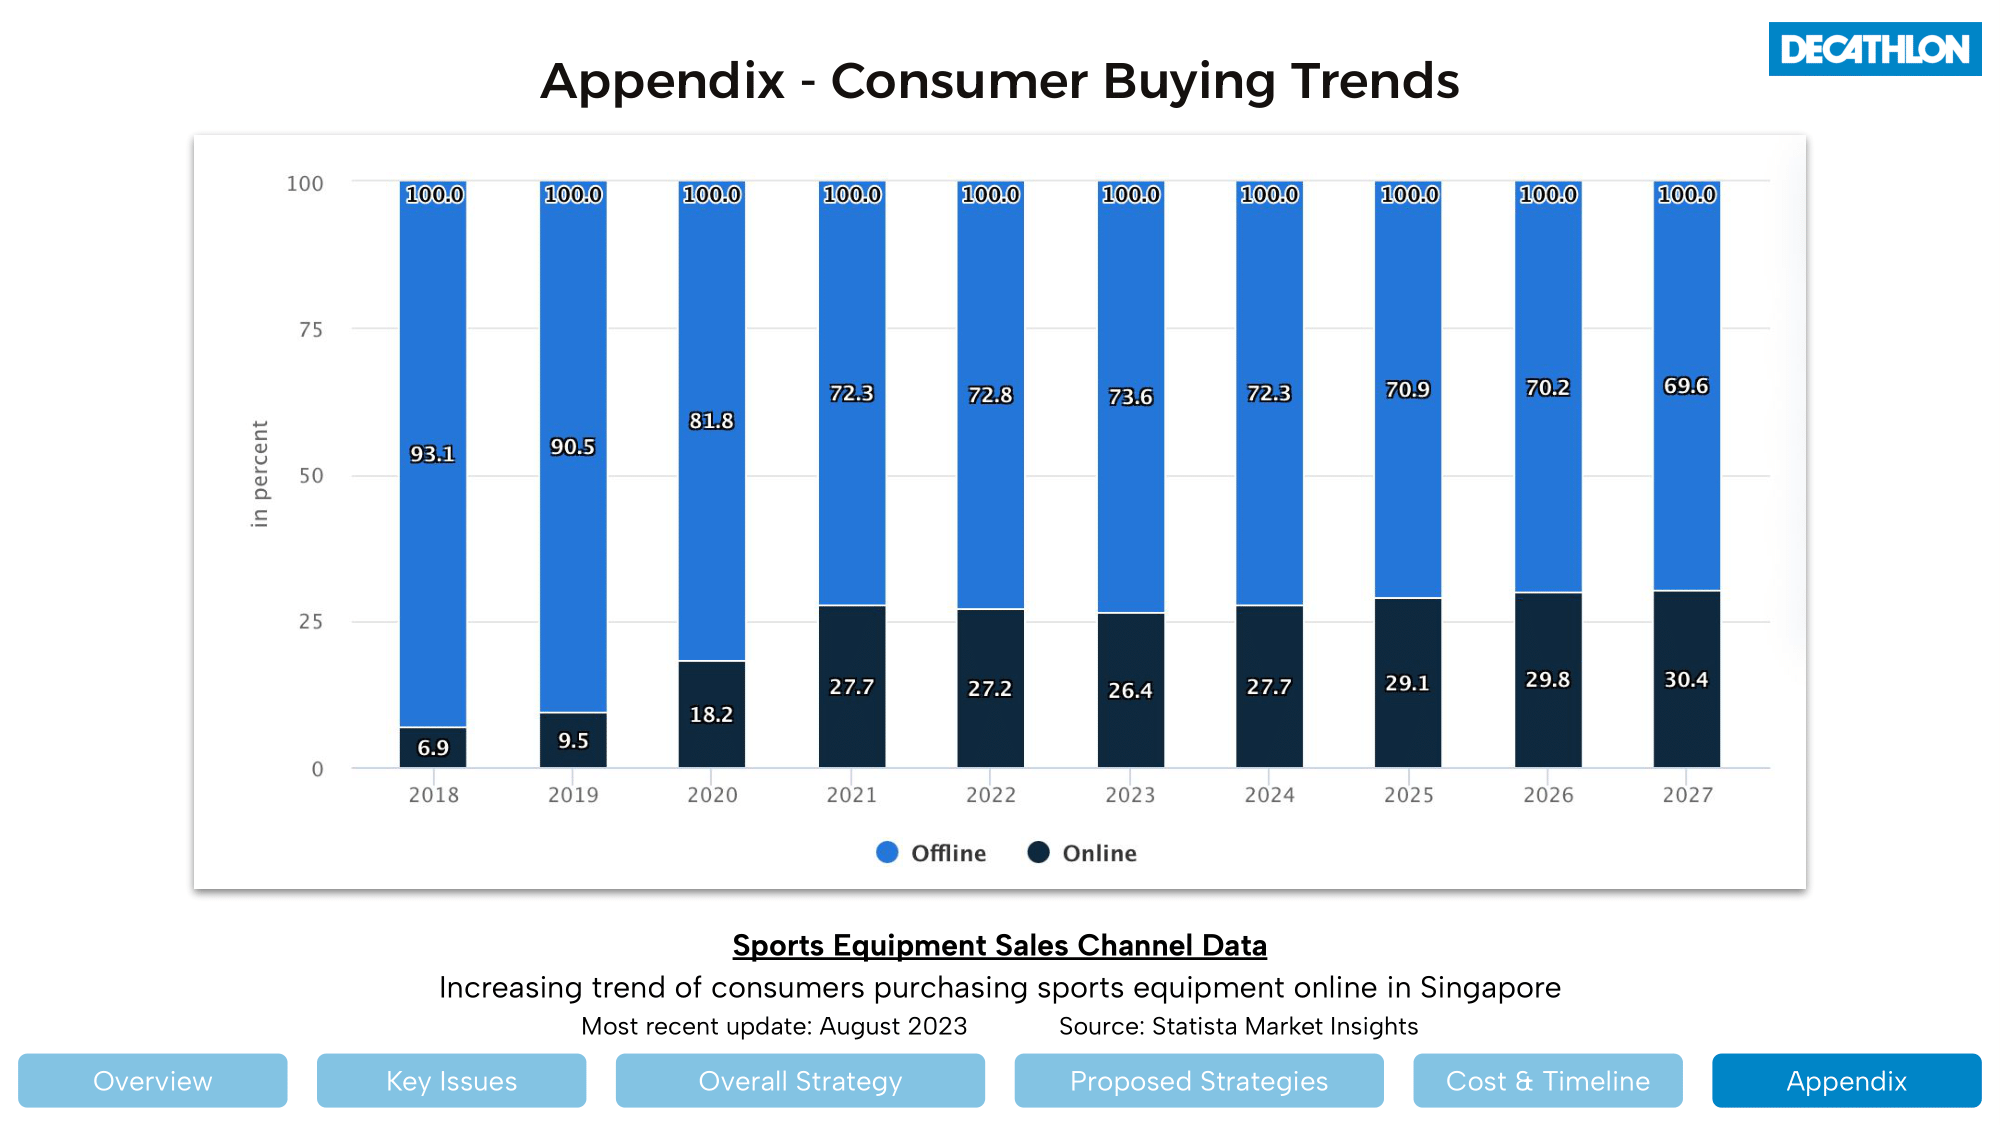 DECATHLON
Appendix - Consumer Buying Trends
100
75
50
25
0
in percent
100.0 100.0 100.0 100.0 100.0 100.0 100.0 100.0 100.0 100.0
93.1 90.5 81.8 72.3 72.8 73.6 72.3 70.9 70.2 69.6
6.9 9.5 18.2 27.7 27.2 26.4 27.7 29.1 29.8 30.4
2018 2019 2020 2021 2022 2023 2024 2025 2026 2027
Offline Online
Sports Equipment Sales Channel Data
Increasing trend of consumers purchasing sports equipment online in Singapore
Most recent update: August 2023 Source: Statista Market Insights
Overview Key Issues Overall Strategy Proposed Strategies Cost & Timeline Appendix